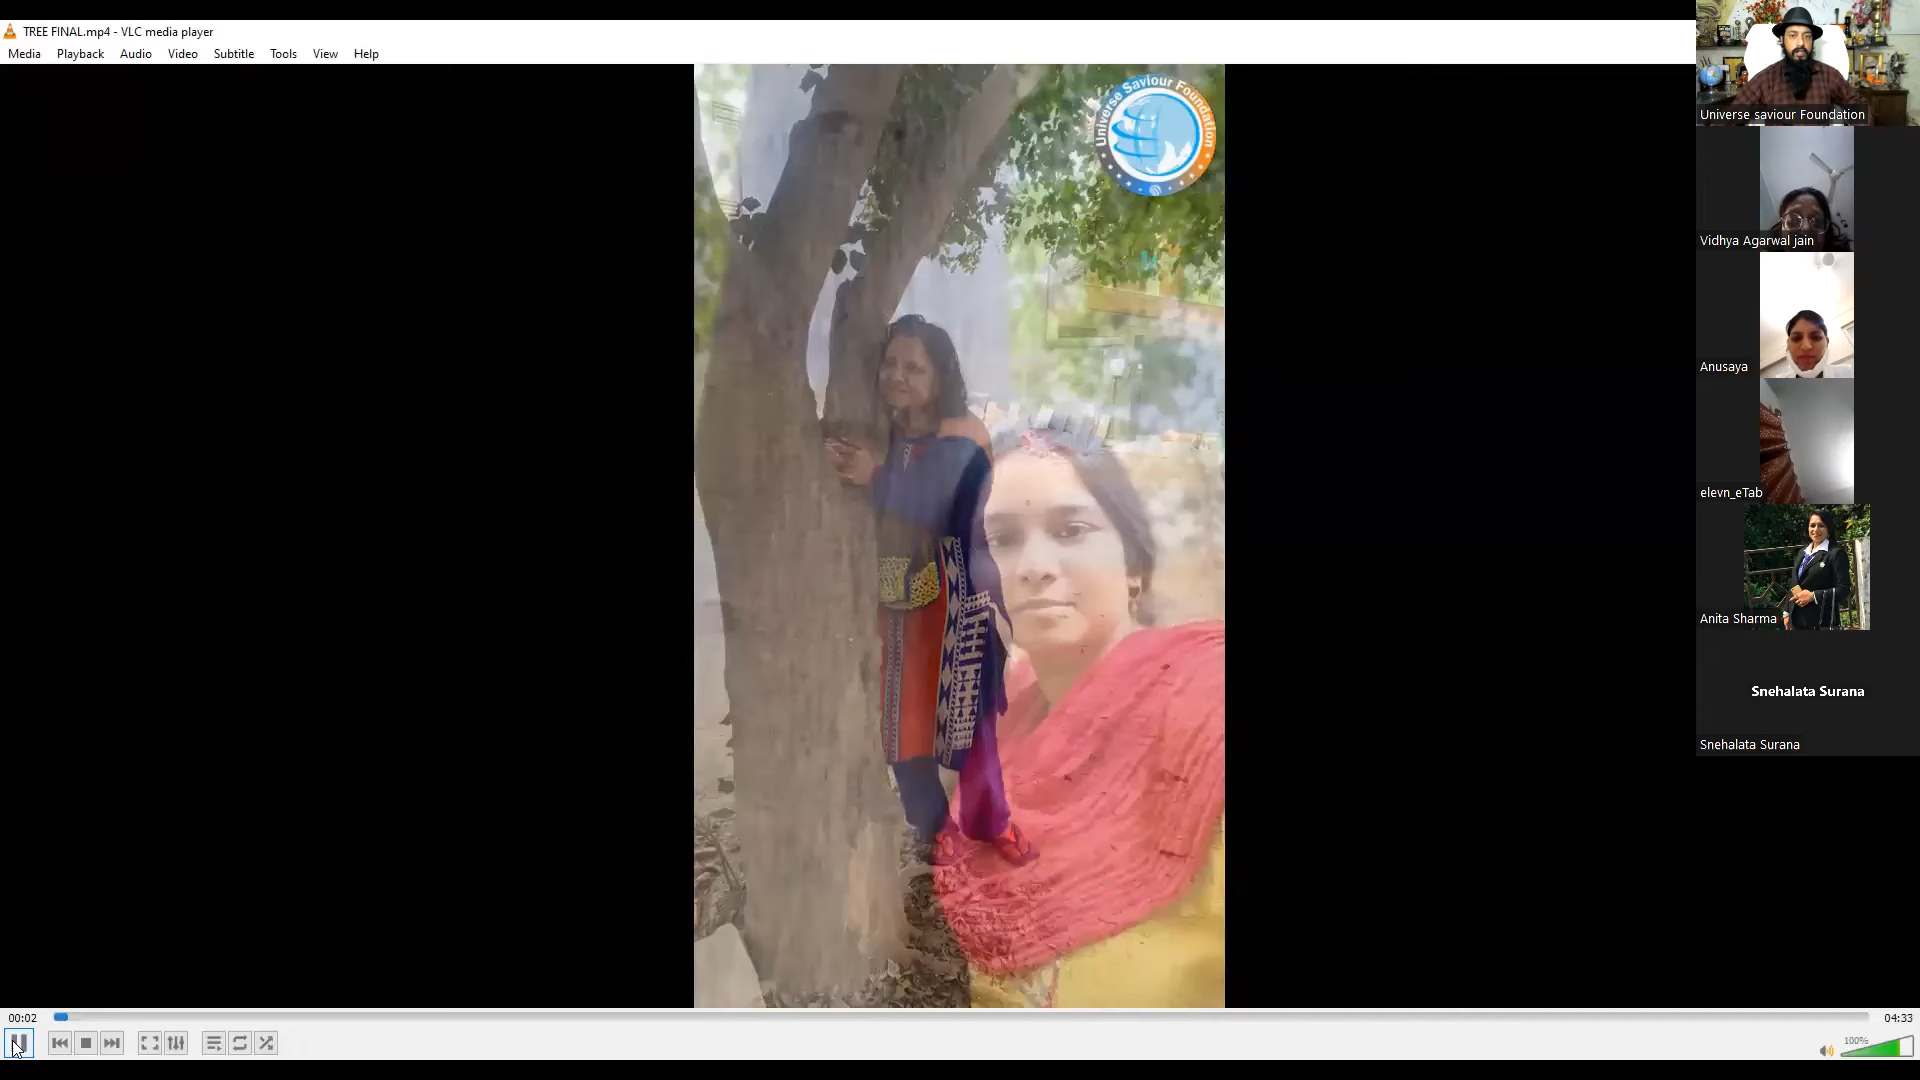 TREE FINAL.mp4 - VLC media player
Media Playback Audio Video Subtitle Tools View Help
Universe Saviour Foundation
Universe saviour Foundation
Vidhya Agarwal jain
Anusaya
elevn_eTab
Anita Sharma
Snehalata Surana
Snehalata Surana
00:02
04:33
100%